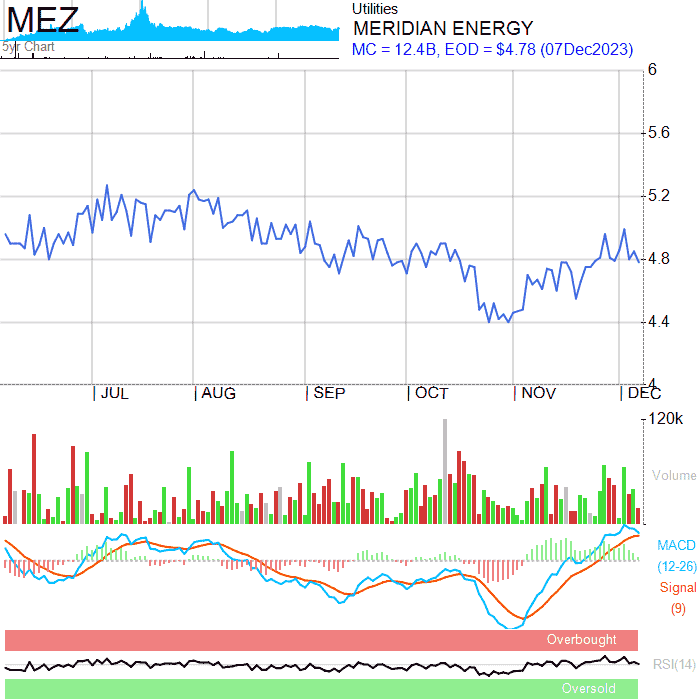 MEZ
5yr Chart
Utilities
MERIDIAN ENERGY
MC = 12.4B, EOD = $4.78 (07Dec2023)
6
5.6
5.2
4.8
4.4
4
JUL AUG SEP OCT NOV DEC
120k
Volume
MACD
(12-26)
Signal
(9)
Overbought
RSI(14)
Oversold